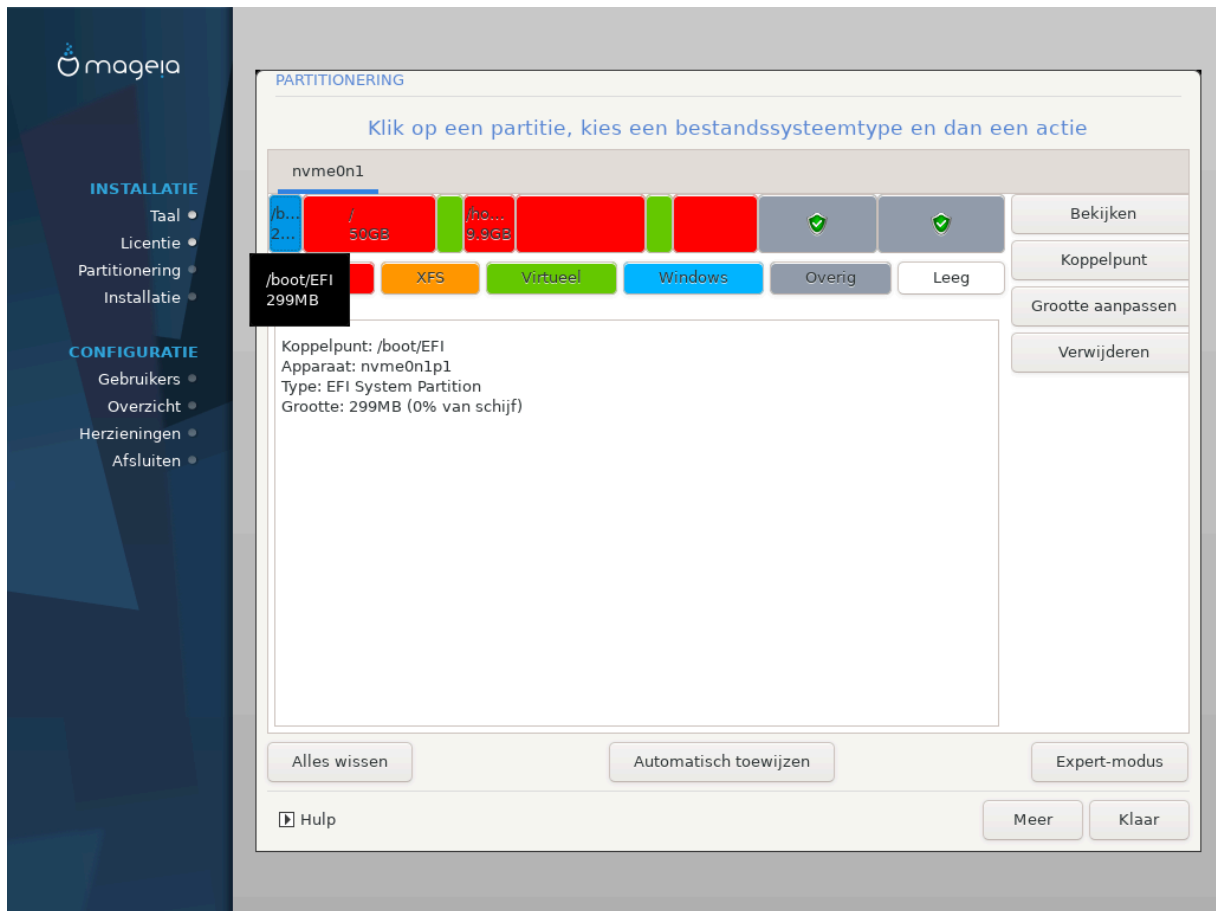 mageia
INSTALLATIE
Taal
Licentie
Partitionering
Installatie
CONFIGURATIE
Gebruikers
Overzicht
Herzieningen
Afsluiten
PARTITIONERING
Klik op een partitie, kies een bestandssysteemtype en dan een actie
nvme0n1
/b... / /ho...
2... 50GB 9.9GB
/boot/EFI
299MB
XFS Virtueel Windows Overig Leeg
Bekijken
Koppelpunt
Grootte aanpassen
Verwijderen
Koppelpunt: /boot/EFI
Apparaat: nvme0n1p1
Type: EFI System Partition
Grootte: 299MB (0% van schijf)
Alles wissen Automatisch toewijzen Expert-modus
Hulp Meer Klaar